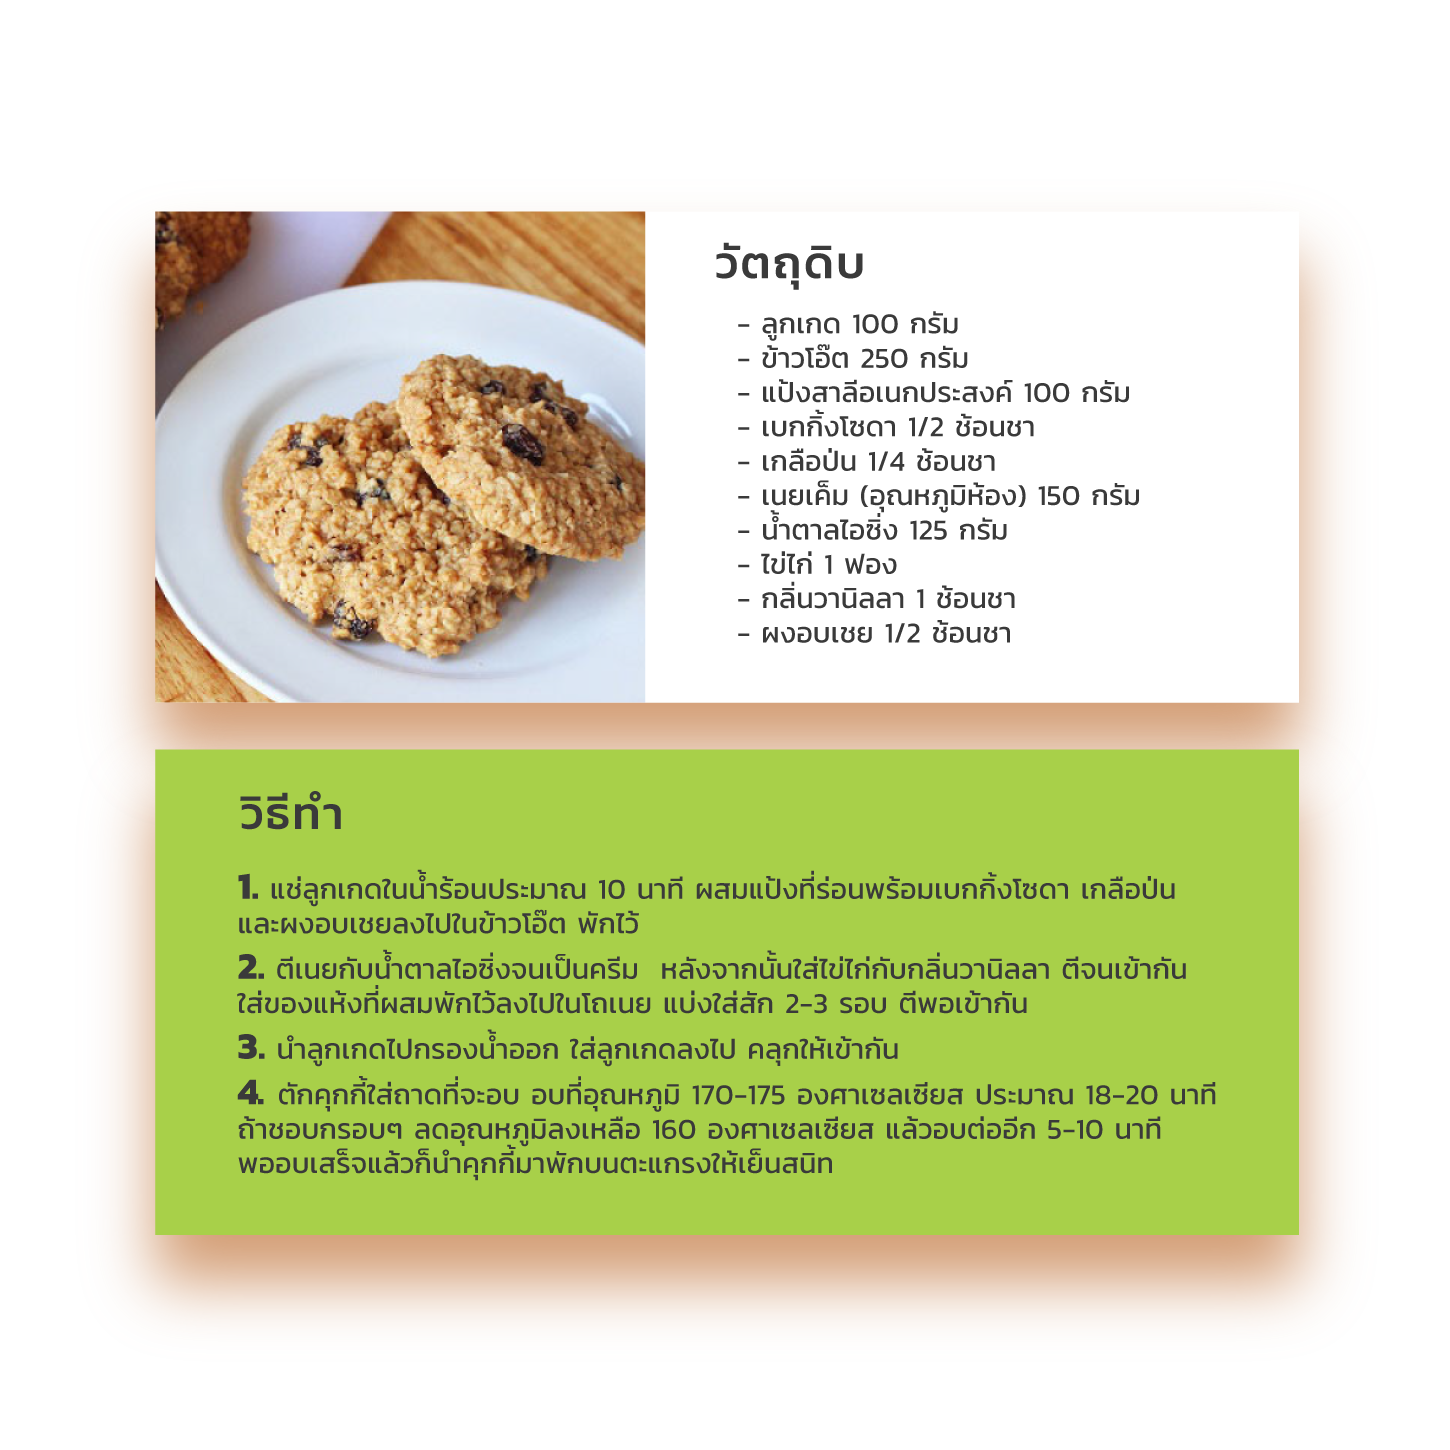 วัตถุดิบ
- ลูกเกด 100 กรัม
- ข้าวโอ๊ต 250 กรัม
- แป้งสาลีอเนกประสงค์ 100 กรัม
- เบกกิ้งโซดา 1/2 ช้อนชา
- เกลือป่น 1/4 ช้อนชา
- เนยเค็ม (อุณหภูมิห้อง) 150 กรัม
- น้ำตาลไอซิ่ง 125 กรัม
- ไข่ไก่ 1 ฟอง
- กลิ่นวานิลลา 1 ช้อนชา
- ผงอบเชย 1/2 ช้อนชา
วิธีทำ
1. แช่ลูกเกดในน้ำร้อนประมาณ 10 นาที ผสมแป้งที่ร่อนพร้อมเบกกิ้งโซดา เกลือป่น
และผงอบเชยลงไปในข้าวโอ๊ต พักไว้
2. ตีเนยกับน้ำตาลไอซิ่งจนเป็นครีม หลังจากนั้นใส่ไข่ไก่กับกลิ่นวานิลลา ตีจนเข้ากัน
ใส่ของแห้งที่ผสมพักไว้ลงไปในโถเนย แบ่งใส่สัก 2-3 รอบ ตีพอเข้ากัน
3. นำลูกเกดไปกรองน้ำออก ใส่ลูกเกดลงไป คลุกให้เข้ากัน
4. ตักคุกกี้ใส่ถาดที่จะอบ อบที่อุณหภูมิ 170-175 องศาเซลเซียส ประมาณ 18-20 นาที
ถ้าชอบกรอบๆ ลดอุณหภูมิลงเหลือ 160 องศาเซลเซียส แล้วอบต่ออีก 5-10 นาที
พออบเสร็จแล้วก็นำคุกกี้มาพักบนตะแกรงให้เย็นสนิท